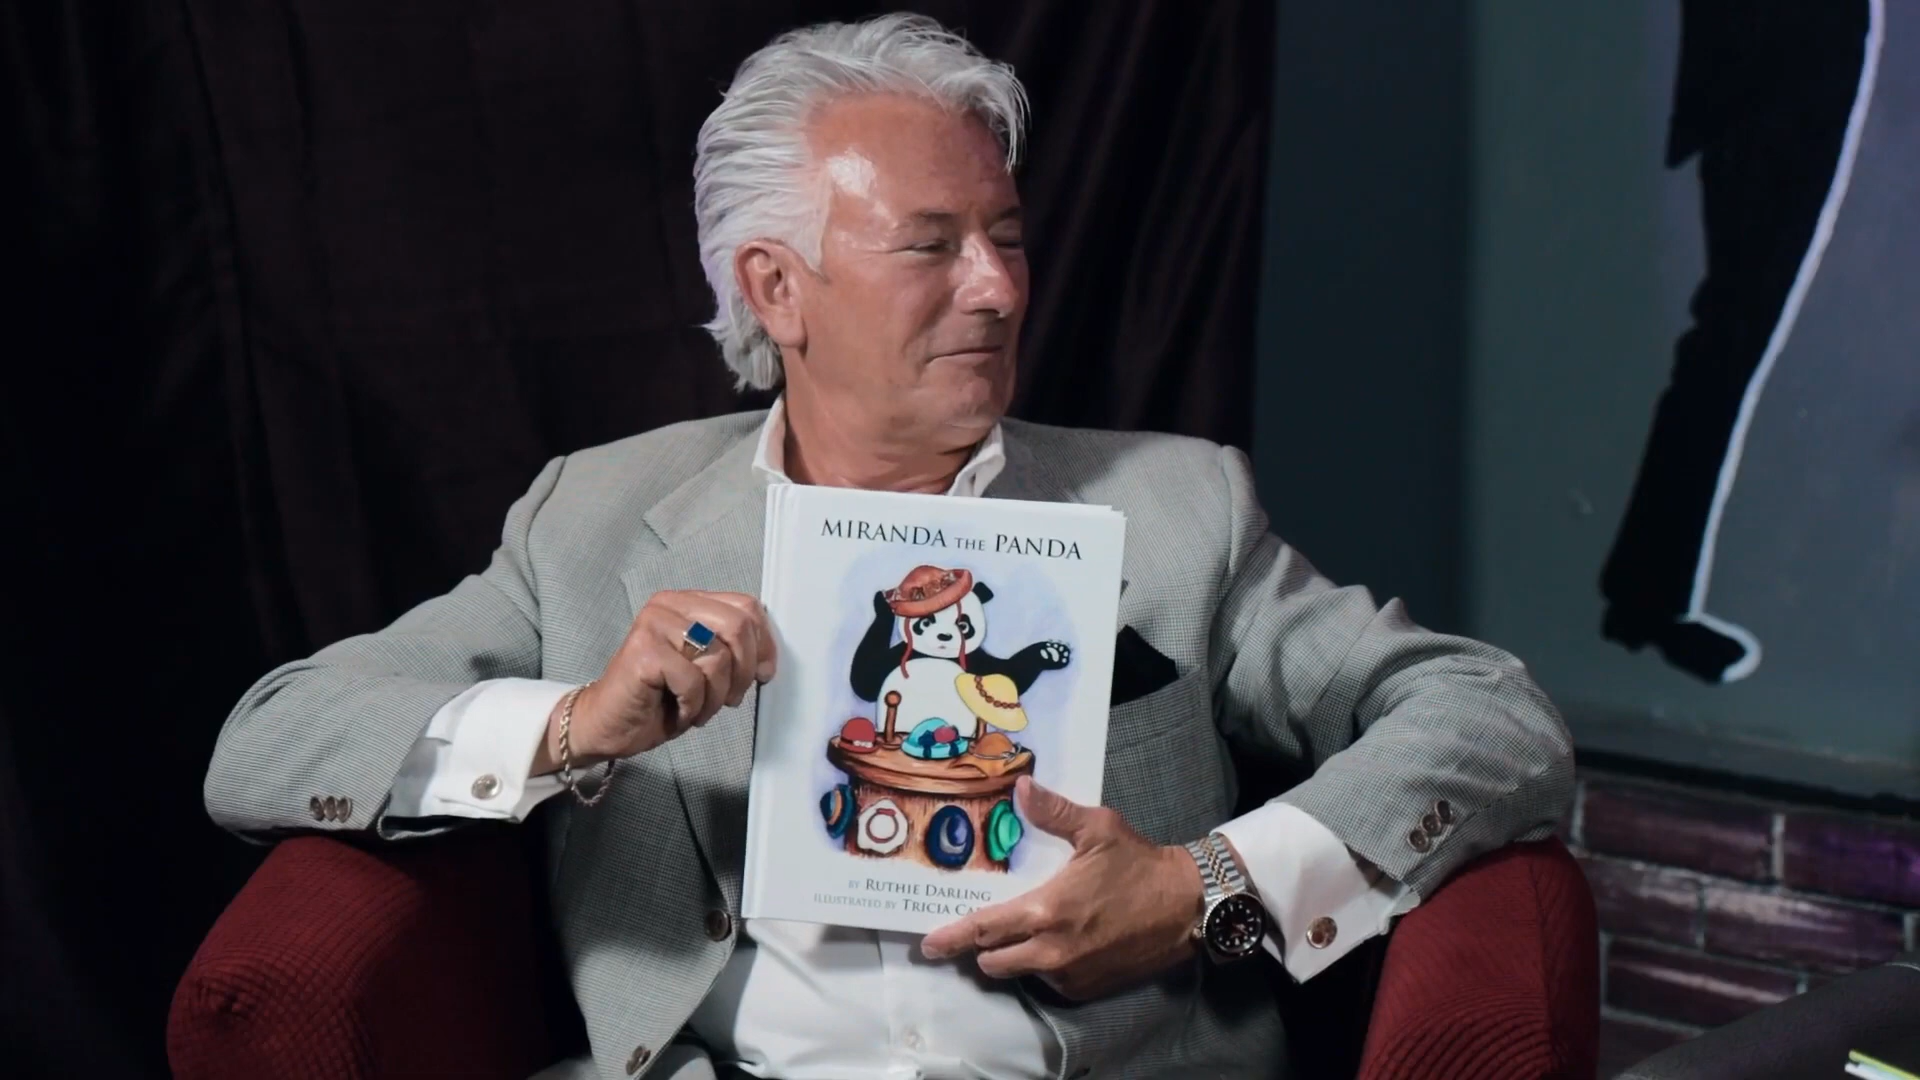 MIRANDA THE PANDA
BY RUTHIE DARLING
ILLUSTRATED BY TRICIA